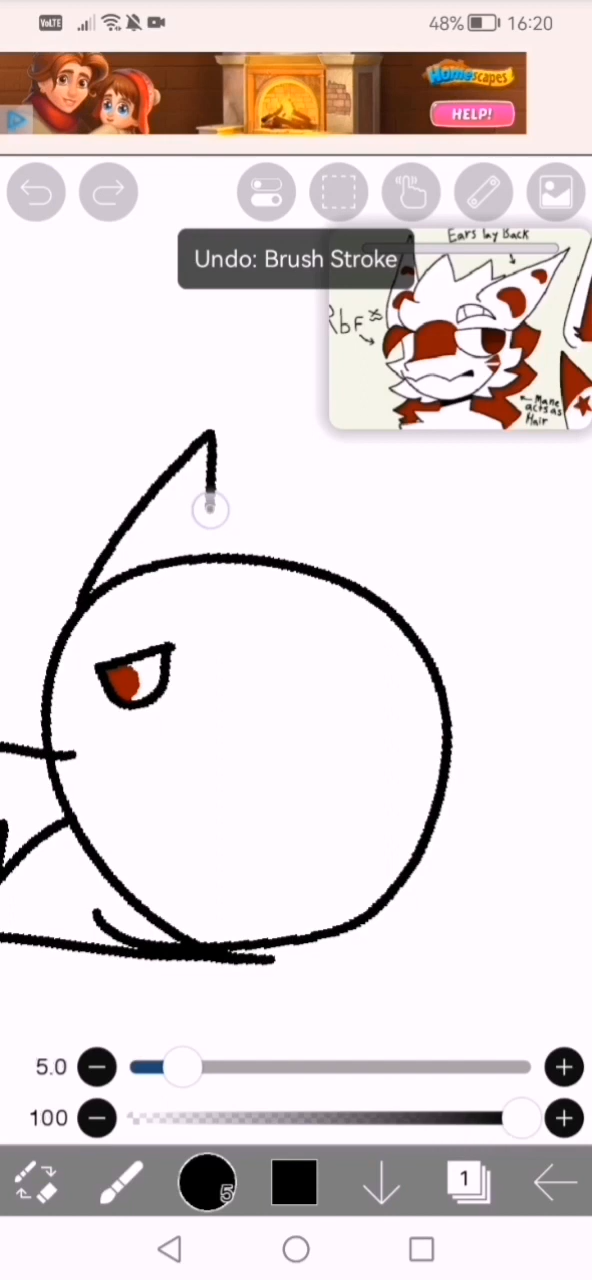 VoLTE
48% 16:20
Homescapes
HELP!
Ears lay Back
Undo: Brush Stroke
RbF
Mane
acts as
Hair
5.0
100
5
1